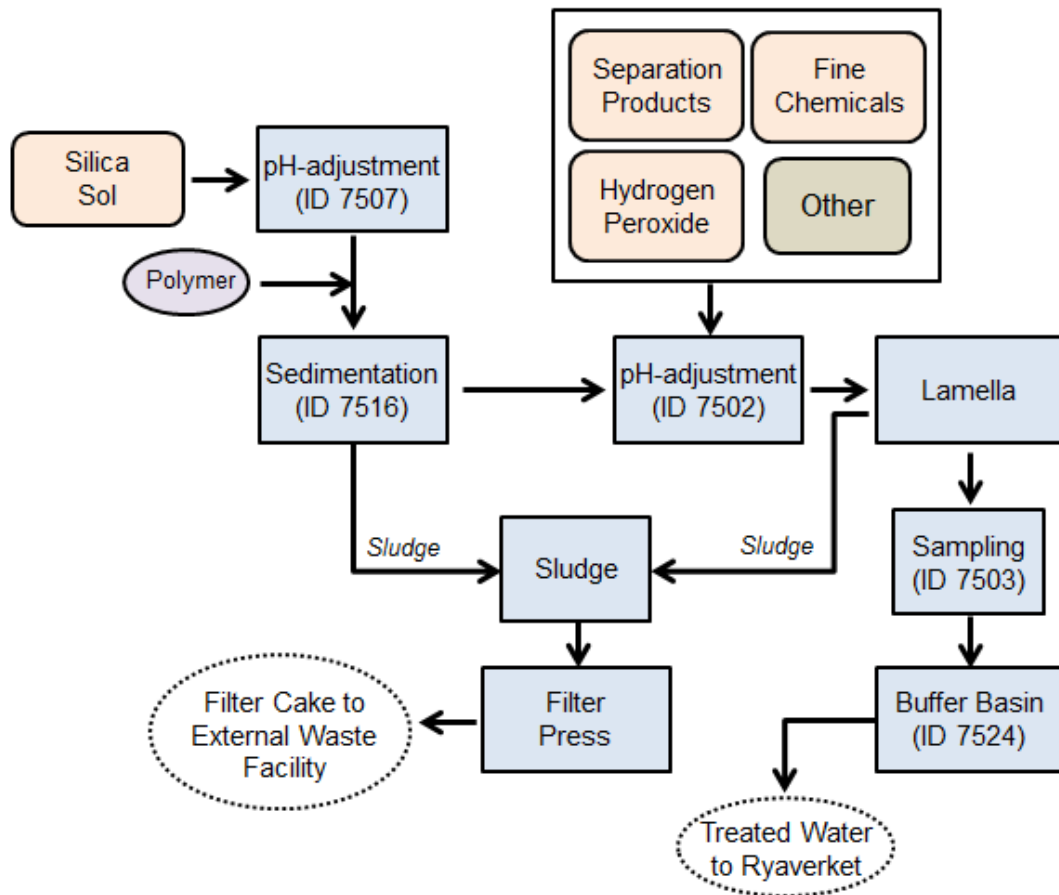 Separation
Products
Fine
Chemicals
Silica
Sol
pH-adjustment
(ID 7507)
Hydrogen
Peroxide
Other
Polymer
Sedimentation
(ID 7516)
pH-adjustment
(ID 7502)
Lamella
Sludge
Sludge
Sludge
Sampling
(ID 7503)
Filter Cake to
External Waste
Facility
Filter
Press
Buffer Basin
(ID 7524)
Treated Water
to Ryaverket